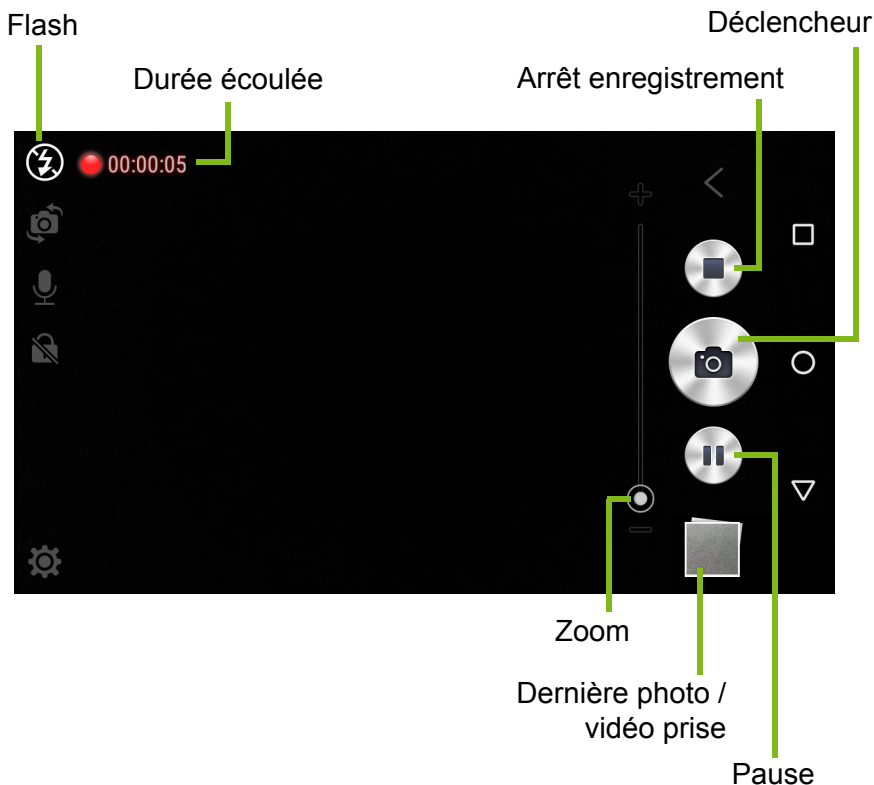 Flash
Déclencheur
Durée écoulée
Arrêt enregistrement
00:00:05
Zoom
Dernière photo /
vidéo prise
Pause